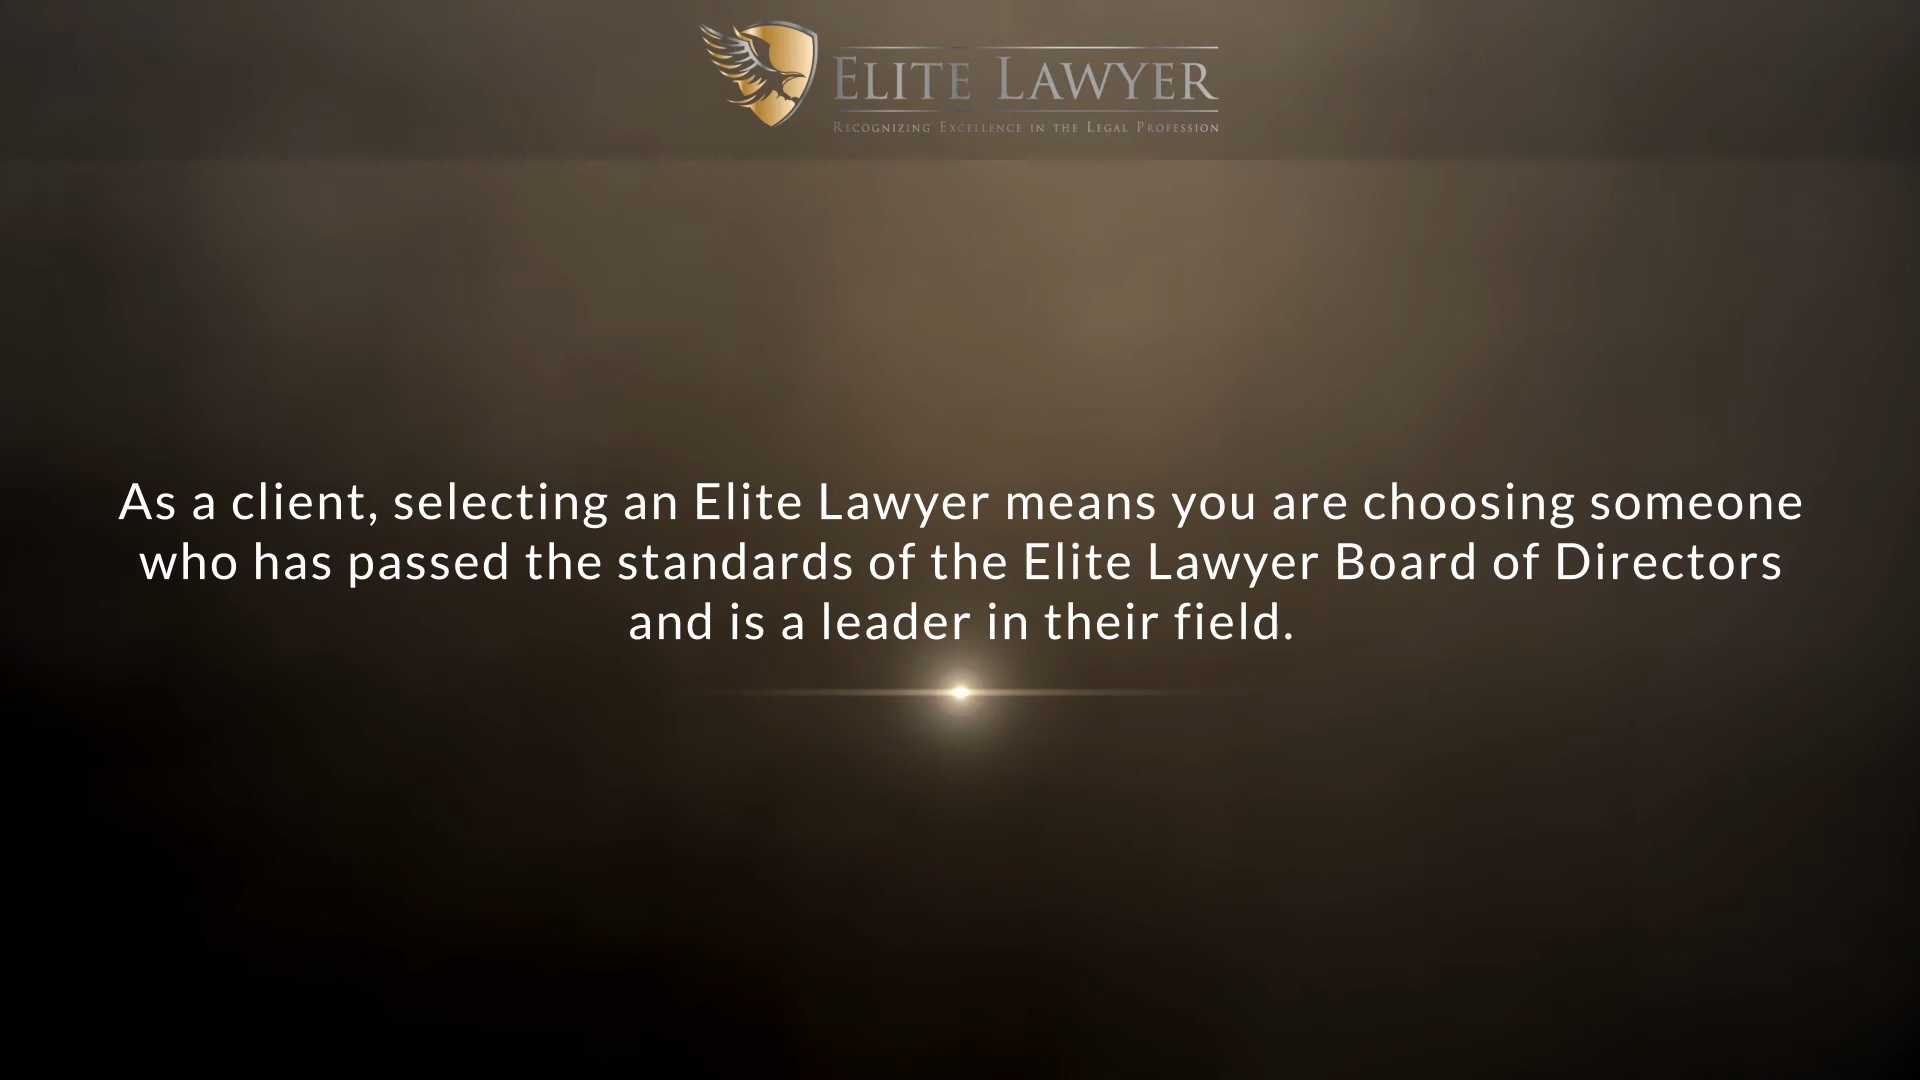 ELITE LAWYER
RECOGNIZING EXCELLENCE IN THE LEGAL PROFESSION
As a client, selecting an Elite Lawyer means you are choosing someone
who has passed the standards of the Elite Lawyer Board of Directors
and is a leader in their field.